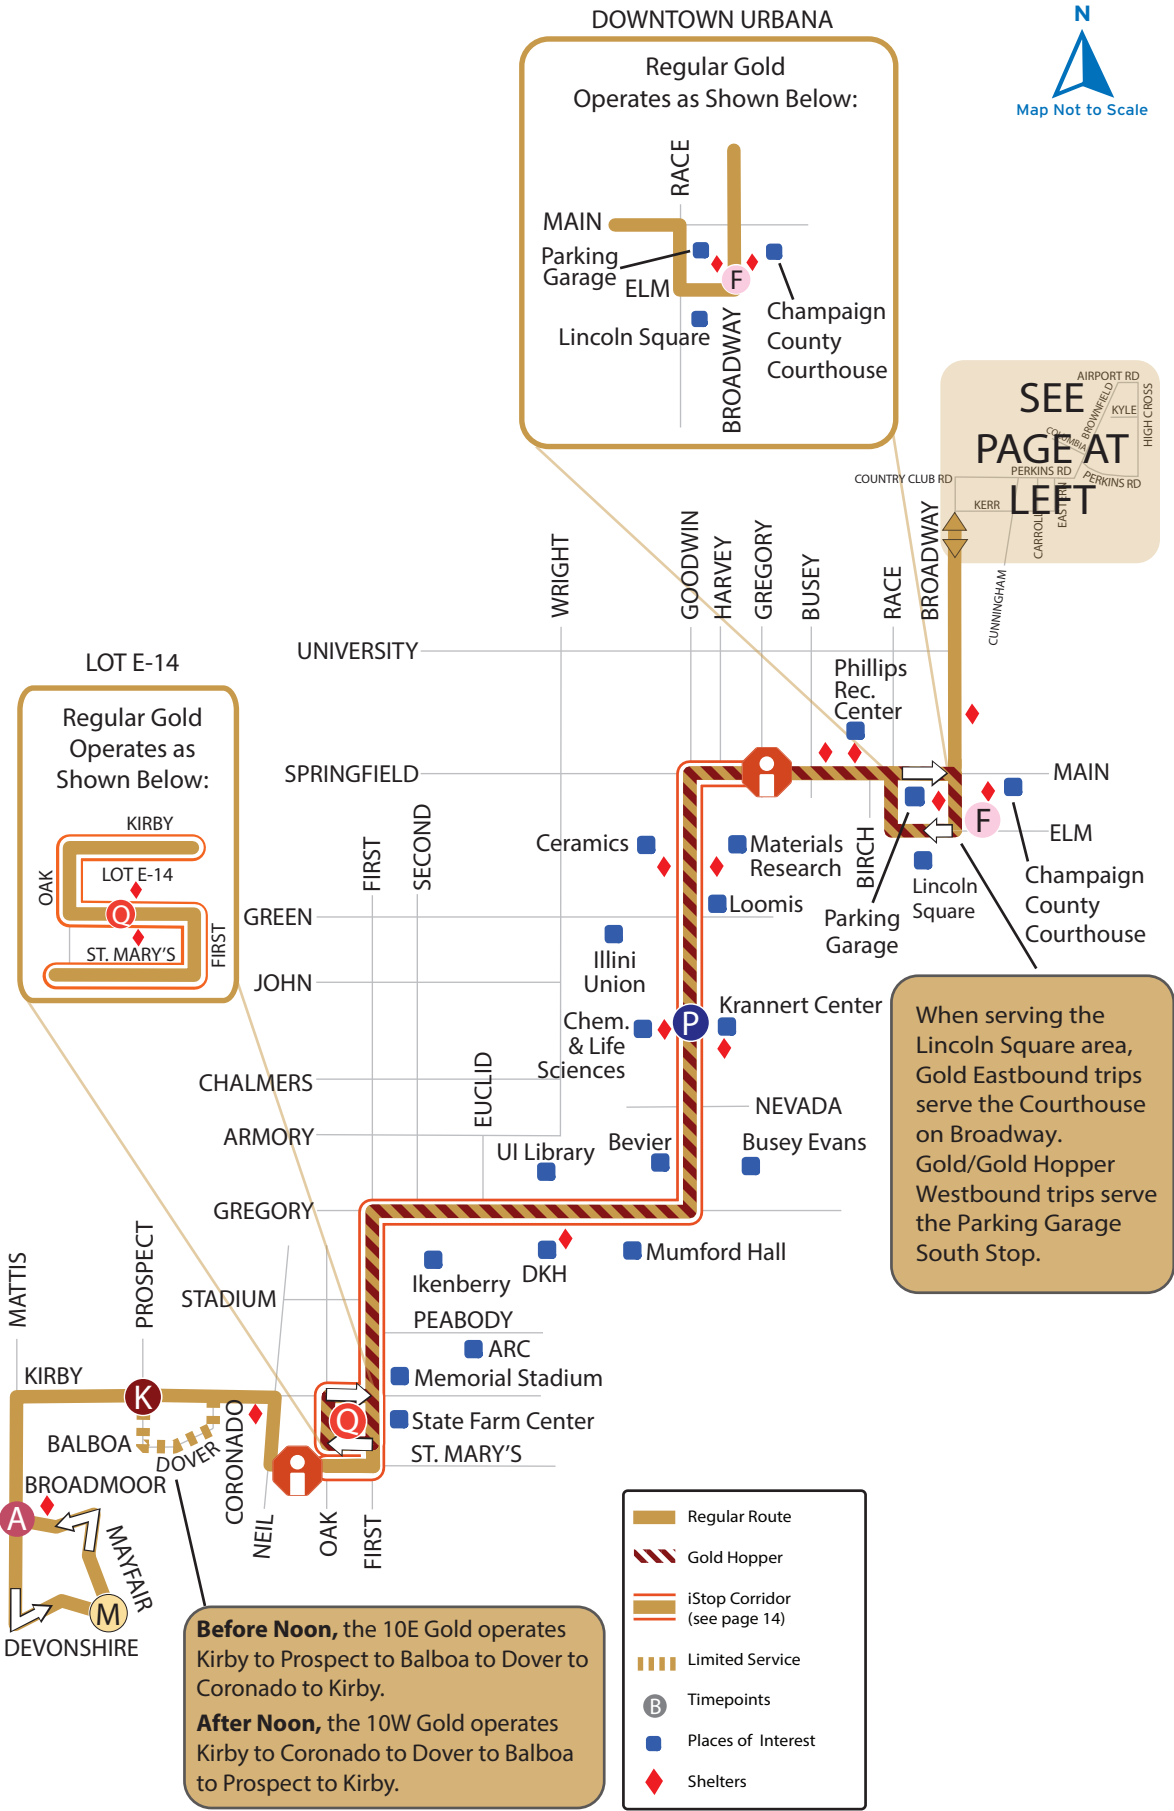 DOWNTOWN URBANA
N
Map Not to Scale
Regular Gold
Operates as Shown Below:
RACE
MAIN
Parking
Garage
ELM
F
Champaign
County
Courthouse
Lincoln Square
BROADWAY
SEE
PAGE AT
LEFT
AIRPORT RD
BROWNFIELD
KYLE
HIGH CROSS
COLUMBIA
PERKINS RD
PERKINS RD
COUNTRY CLUB RD
KERR
EASTERN
CARROLL
CUNNINGHAM
WRIGHT
GOODWIN
HARVEY
GREGORY
BUSEY
RACE
BROADWAY
UNIVERSITY
LOT E-14
Regular Gold
Operates as
Shown Below:
KIRBY
OAK
LOT E-14
Q
ST. MARY'S
FIRST
Phillips
Rec.
Center
SPRINGFIELD
MAIN
FIRST
SECOND
Ceramics
Materials
Research
BIRCH
F
ELM
Loomis
Lincoln
Square
Parking
Garage
Champaign
County
Courthouse
GREEN
Illini
Union
JOHN
Chem.
& Life
Sciences
P
Krannert Center
When serving the
Lincoln Square area,
Gold Eastbound trips
serve the Courthouse
on Broadway.
Gold/Gold Hopper
Westbound trips serve
the Parking Garage
South Stop.
CHALMERS
EUCLID
NEVADA
ARMORY
UI Library
Bevier
Busey Evans
GREGORY
Ikenberry
DKH
Mumford Hall
MATTIS
PROSPECT
STADIUM
PEABODY
ARC
KIRBY
K
Memorial Stadium
Q
State Farm Center
BALBOA
DOVER
CORONADO
ST. MARY'S
BROADMOOR
A
MAYFAIR
NEIL
OAK
FIRST
M
DEVONSHIRE
Before Noon, the 10E Gold operates
Kirby to Prospect to Balboa to Dover to
Coronado to Kirby.
After Noon, the 10W Gold operates
Kirby to Coronado to Dover to Balboa
to Prospect to Kirby.
Regular Route
Gold Hopper
iStop Corridor
(see page 14)
Limited Service
B
Timepoints
Places of Interest
Shelters